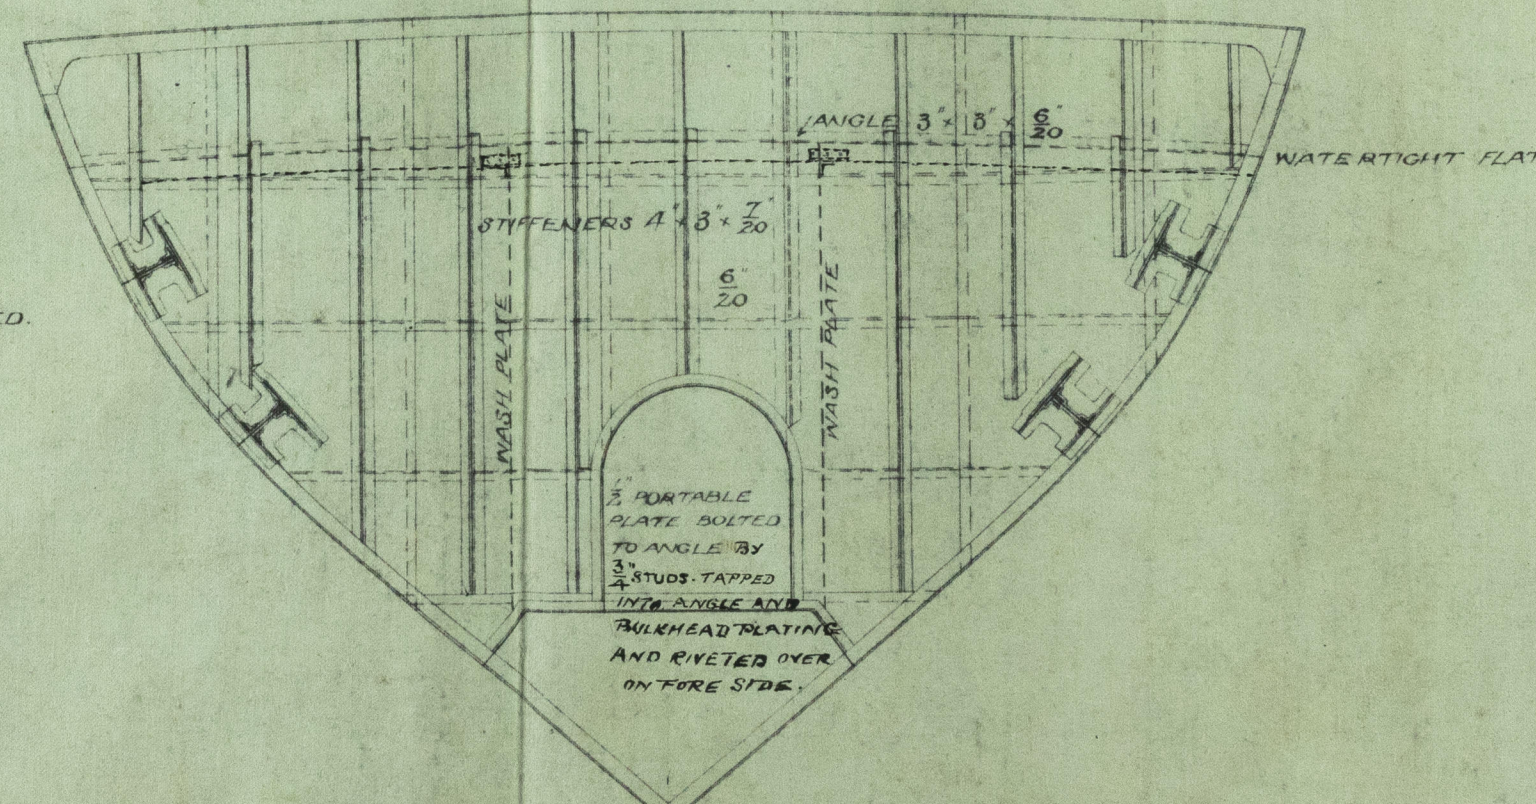 ANGLE 3" × 3" × 6/20"
WATERTIGHT FLAT
STIFFENERS 4" × 3" × 7/20"
6/20"
ED.
WASH PLATE
WASH PLATE
1/2" PORTABLE
PLATE BOLTED
TO ANGLE BY
3/4" STUDS. TAPPED
INTO ANGLE AND
BULKHEAD PLATING
AND RIVETED OVER
ON FORE SIDE.